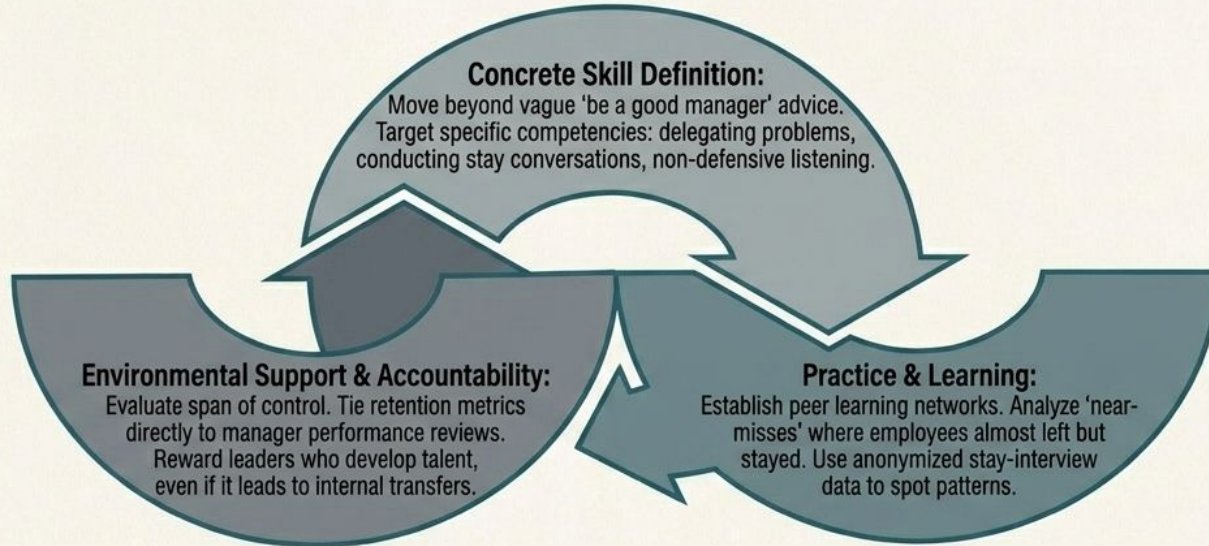 Concrete Skill Definition:
Move beyond vague 'be a good manager' advice.
Target specific competencies: delegating problems,
conducting stay conversations, non-defensive listening.
Environmental Support & Accountability:
Evaluate span of control. Tie retention metrics
directly to manager performance reviews.
Reward leaders who develop talent,
even if it leads to internal transfers.
Practice & Learning:
Establish peer learning networks. Analyze 'near-
misses' where employees almost left but
stayed. Use anonymized stay-interview
data to spot patterns.